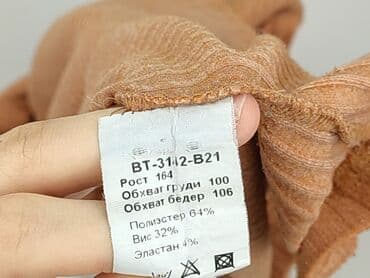 BT-3142-B21
Рост 164
Обхват груди 100
Обхват бедер 106
Полиэстер 64%
Вис 32%
Эластан 4%